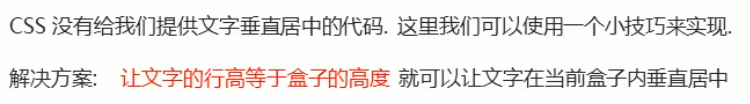 CSS 没有给我们提供文字垂直居中的代码. 这里我们可以使用一个小技巧来实现.
解决方案: 让文字的行高等于盒子的高度 就可以让文字在当前盒子内垂直居中